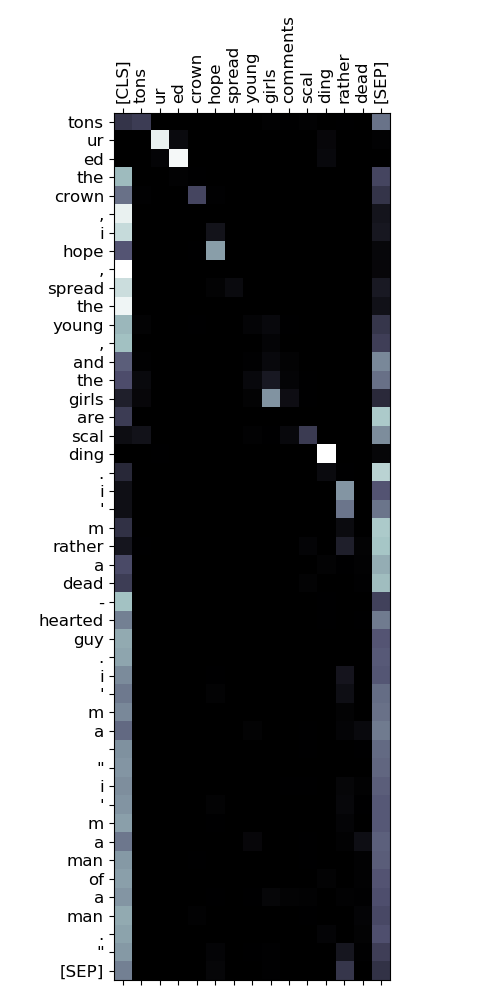 [CLS] tons ur ed crown hope spread young girls comments scal ding rather dead [SEP]
tons
ur
ed
the
crown
,
i
hope
,
spread
the
young
,
and
the
girls
are
scal
ding
.
i
'
m
rather
a
dead
-
hearted
guy
.
i
'
m
a
"
i
'
m
a
man
of
a
man
.
"
[SEP]